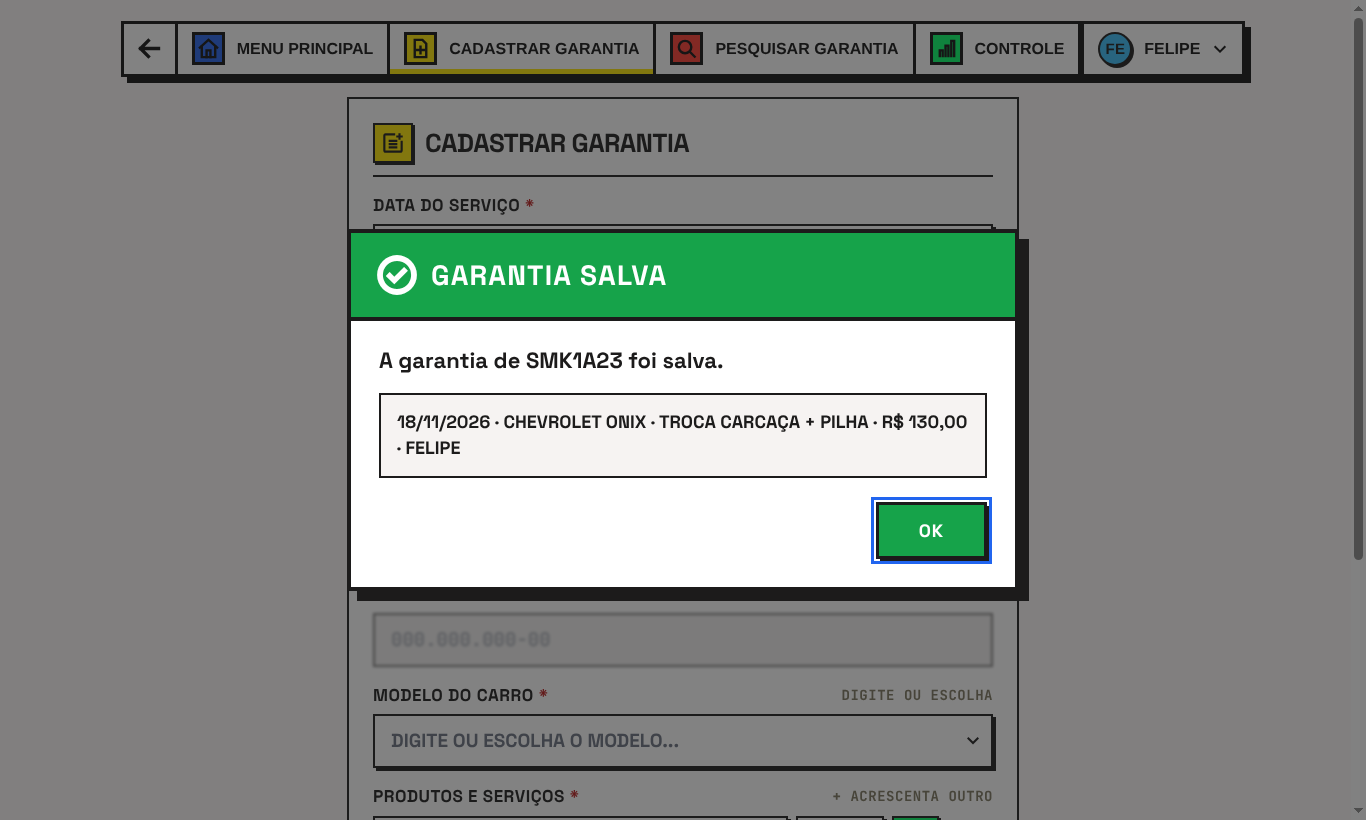 MENU PRINCIPAL
CADASTRAR GARANTIA
PESQUISAR GARANTIA
CONTROLE
FE
FELIPE
CADASTRAR GARANTIA
DATA DO SERVIÇO *
GARANTIA SALVA
A garantia de SMK1A23 foi salva.
18/11/2026 · CHEVROLET ONIX · TROCA CARCAÇA + PILHA · R$ 130,00
· FELIPE
OK
000.000.000-00
MODELO DO CARRO *
DIGITE OU ESCOLHA
DIGITE OU ESCOLHA O MODELO...
PRODUTOS E SERVIÇOS *
+ ACRESCENTA OUTRO